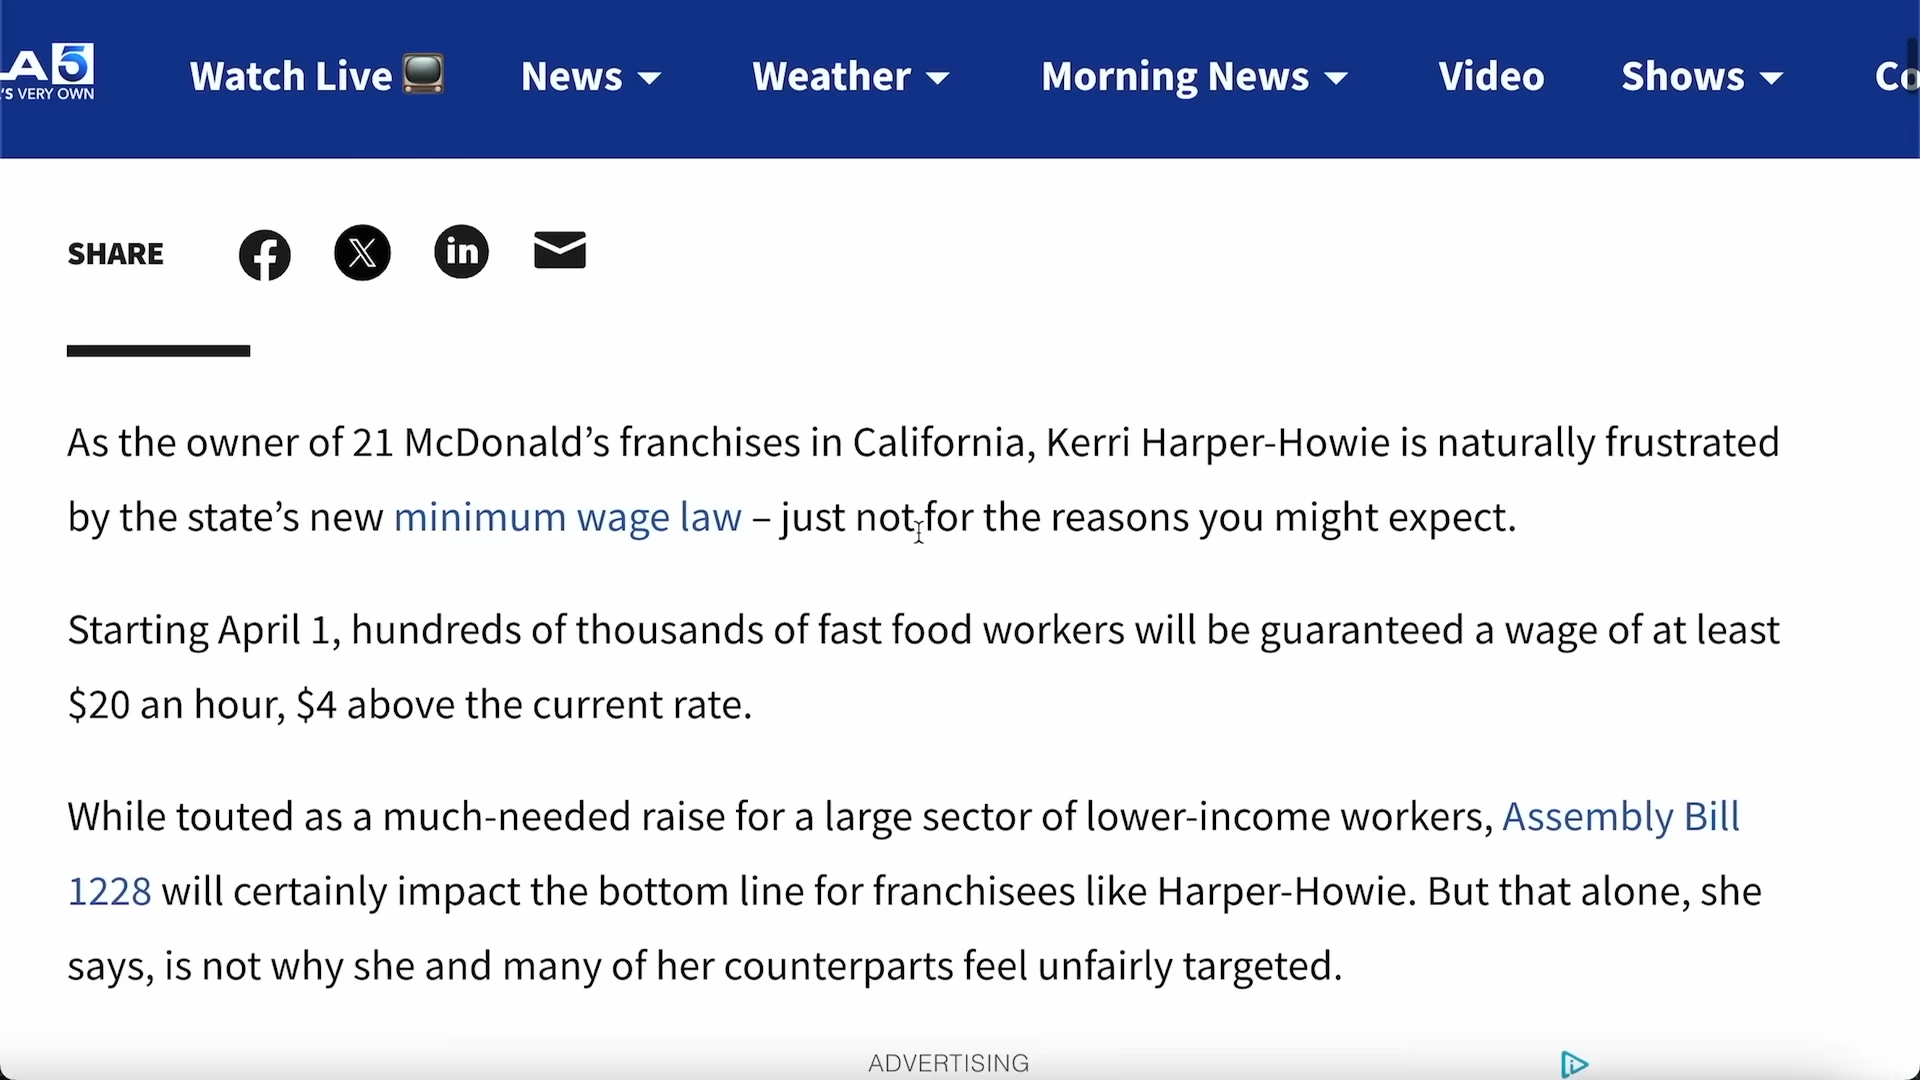 A5
'S VERY OWN
Watch Live
News
Weather
Morning News
Video
Shows
Co
SHARE
As the owner of 21 McDonald’s franchises in California, Kerri Harper-Howie is naturally frustrated
by the state’s new minimum wage law – just not for the reasons you might expect.
Starting April 1, hundreds of thousands of fast food workers will be guaranteed a wage of at least
$20 an hour, $4 above the current rate.
While touted as a much-needed raise for a large sector of lower-income workers, Assembly Bill
1228 will certainly impact the bottom line for franchisees like Harper-Howie. But that alone, she
says, is not why she and many of her counterparts feel unfairly targeted.
ADVERTISING